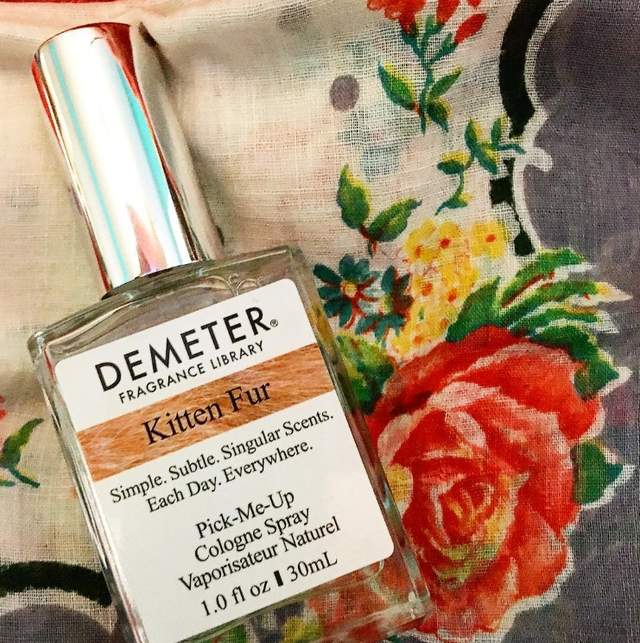 DEMETER®
FRAGRANCE LIBRARY
Kitten Fur
Simple. Subtle. Singular Scents.
Each Day. Everywhere.
Pick-Me-Up
Cologne Spray
Vaporisateur Naturel
1.0 fl oz ▮ 30mL